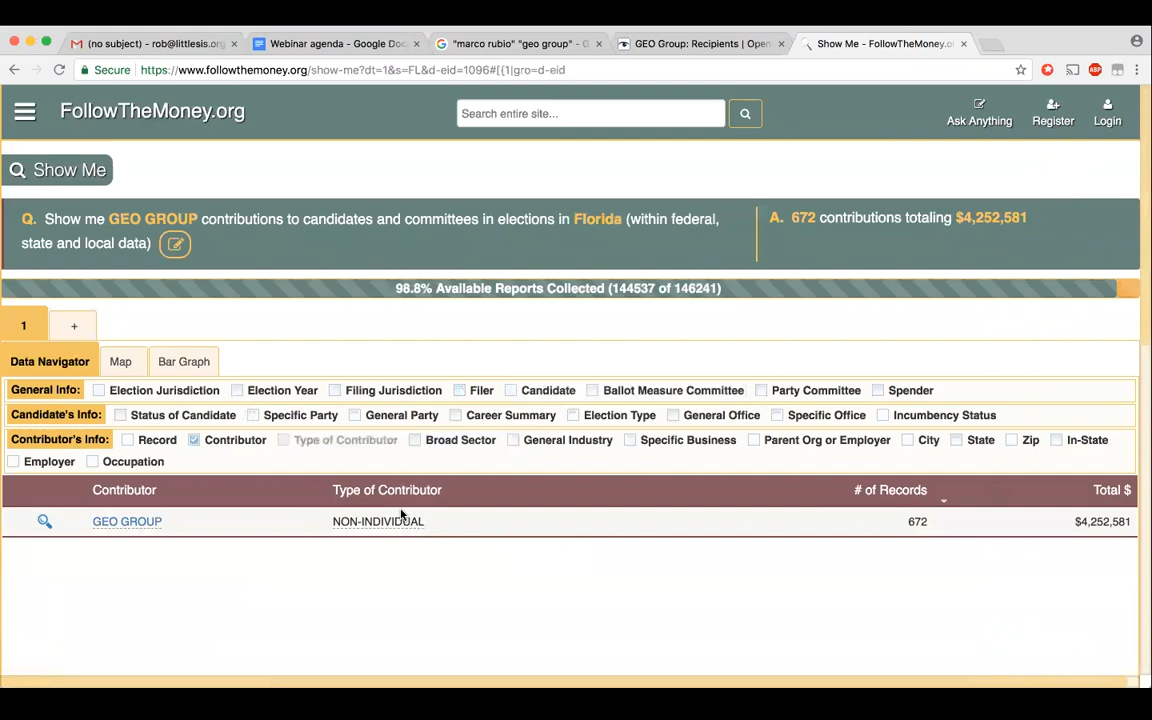 (no subject) - rob@littlesis.org
Webinar agenda - Google Doc
"marco rubio" "geo group" - G
GEO Group: Recipients | Open
Show Me - FollowTheMoney.o
Secure
https://www.followthemoney.org/show-me?dt=1&s=FL&d-eid=1096#[{1|gro=d-eid
ABP
FollowTheMoney.org
Search entire site...
Ask Anything
Register
Login
Show Me
Q. Show me GEO GROUP contributions to candidates and committees in elections in Florida (within federal,
state and local data)
A. 672 contributions totaling $4,252,581
98.8% Available Reports Collected (144537 of 146241)
1
+
Data Navigator
Map
Bar Graph
General Info: Election Jurisdiction Election Year Filing Jurisdiction Filer Candidate Ballot Measure Committee Party Committee Spender
Candidate's Info: Status of Candidate Specific Party General Party Career Summary Election Type General Office Specific Office Incumbency Status
Contributor's Info: Record Contributor Type of Contributor Broad Sector General Industry Specific Business Parent Org or Employer City State Zip In-State
Employer Occupation
Contributor Type of Contributor # of Records Total $
GEO GROUP NON-INDIVIDUAL 672 $4,252,581